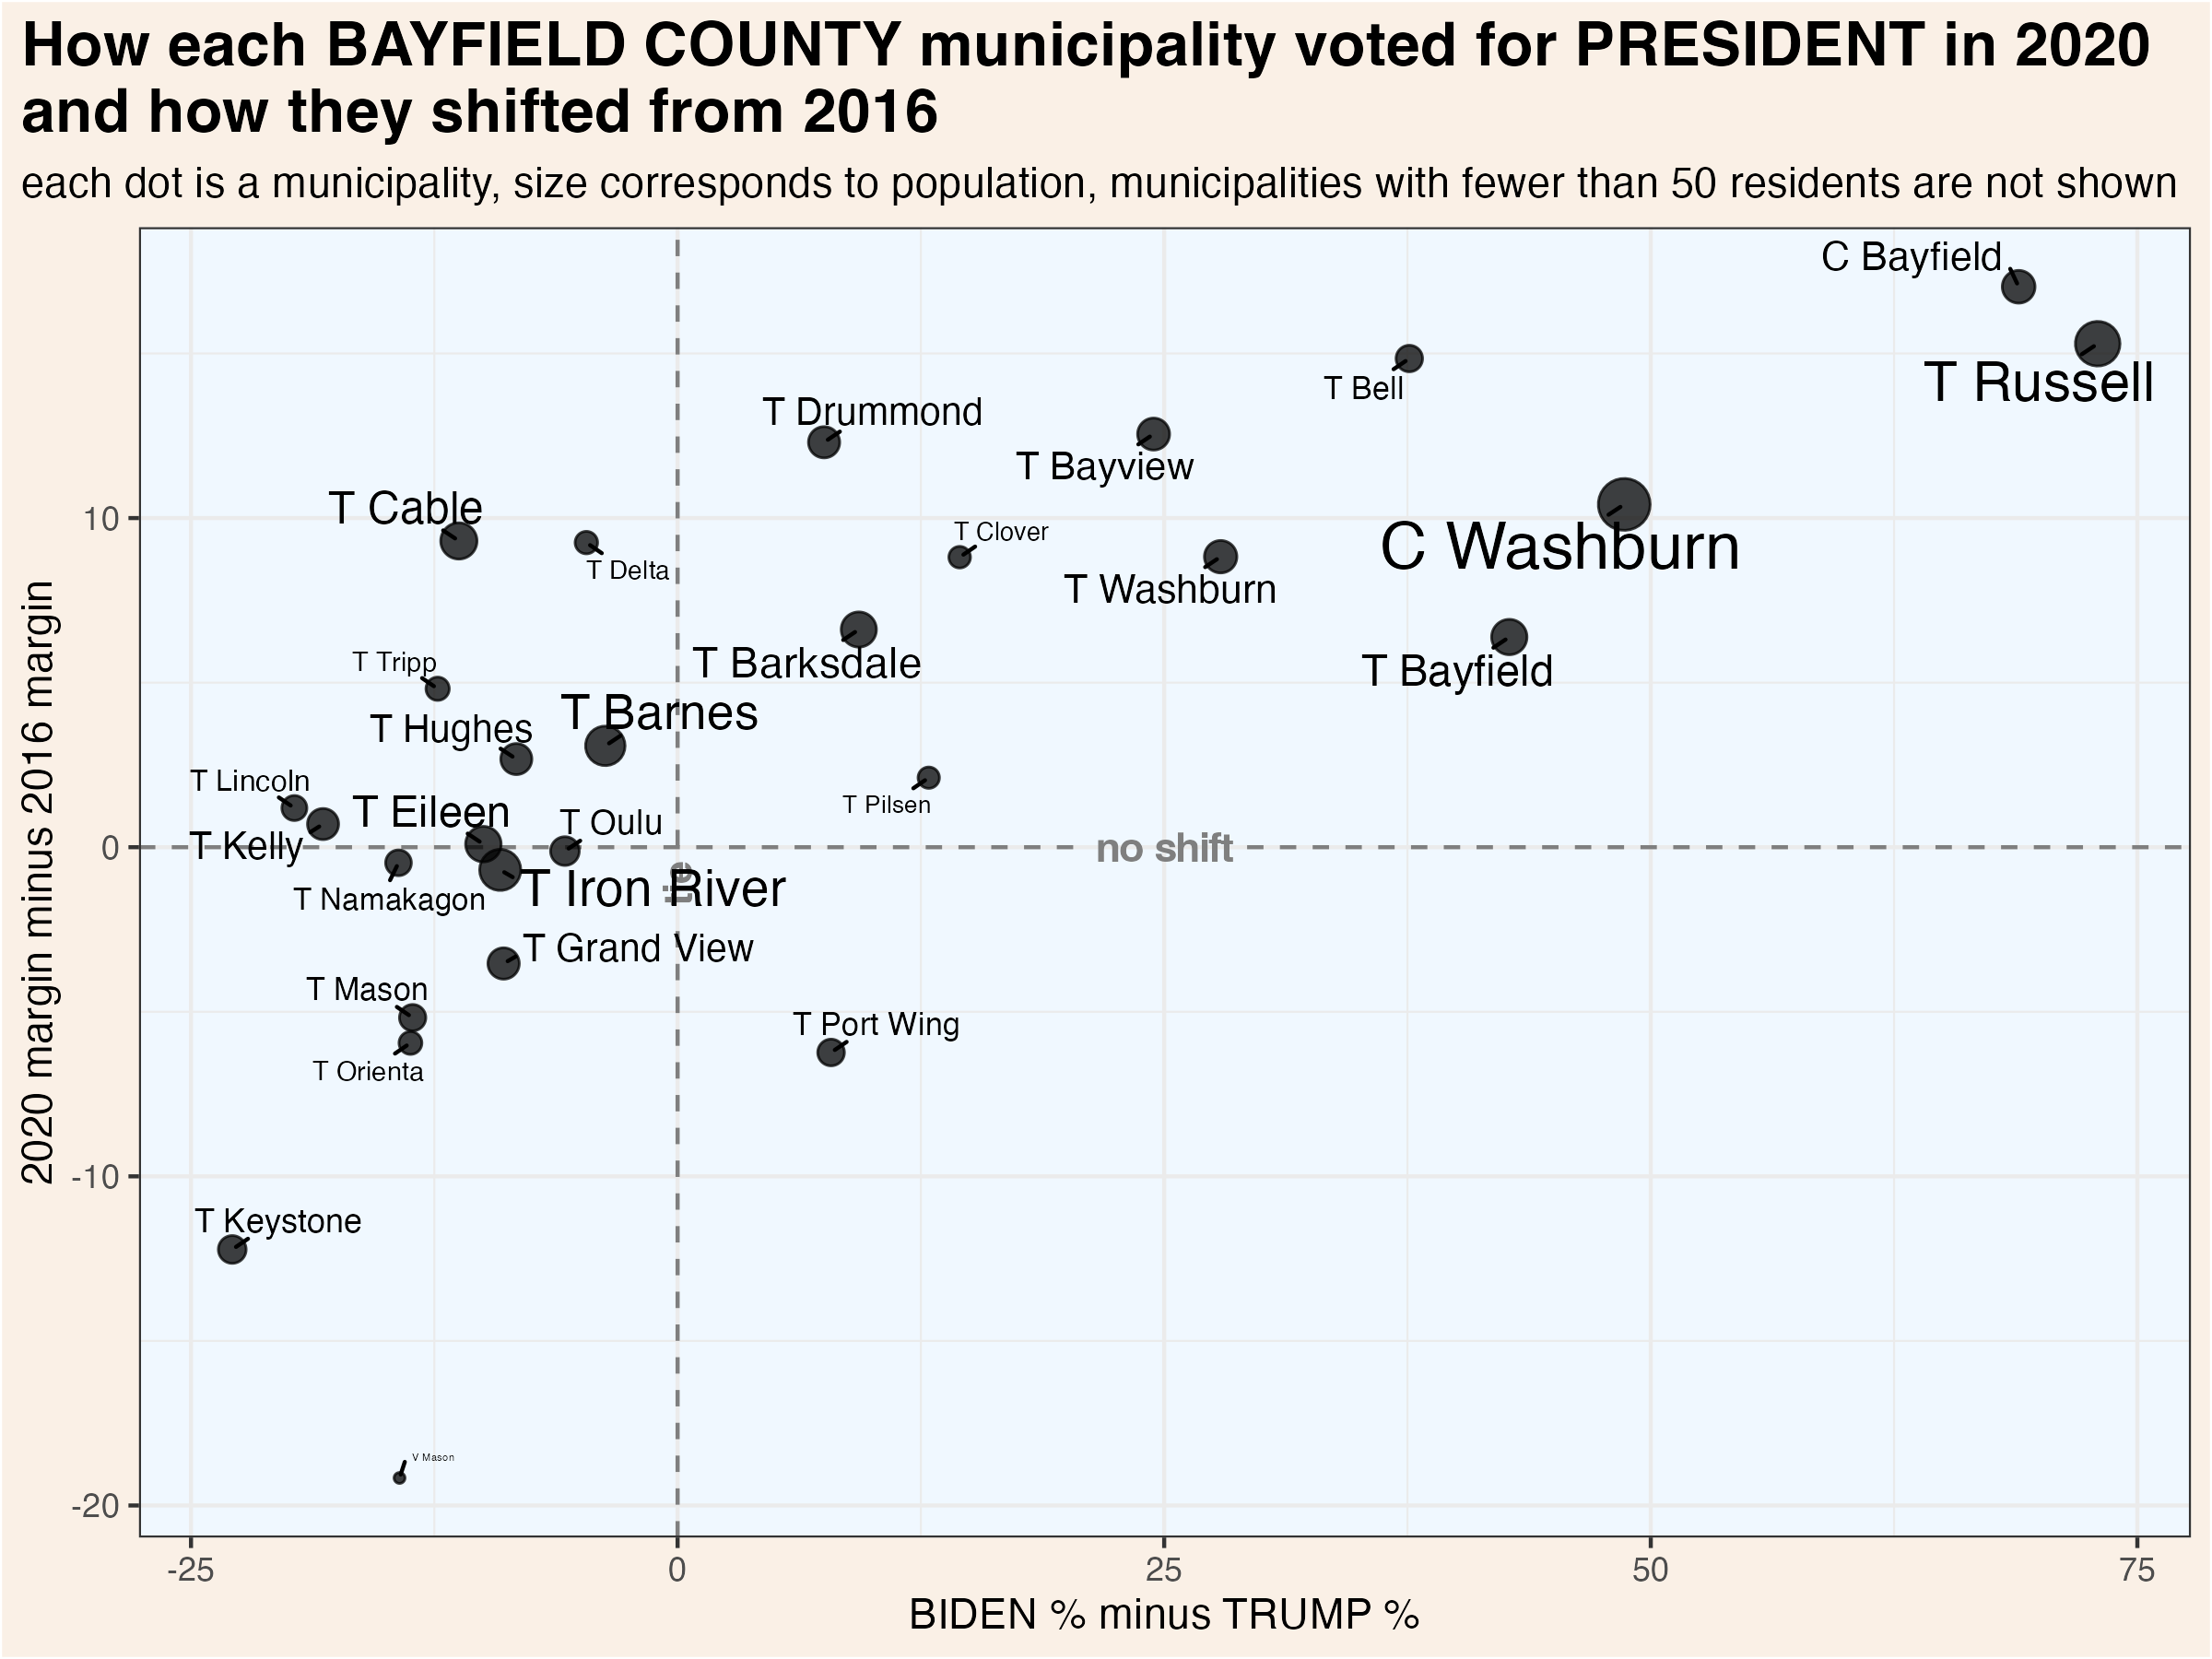 How each BAYFIELD COUNTY municipality voted for PRESIDENT in 2020
and how they shifted from 2016
each dot is a municipality, size corresponds to population, municipalities with fewer than 50 residents are not shown
C Bayfield
T Russell
T Bell
T Drummond
T Bayview
T Cable
T Delta
T Clover
C Washburn
T Washburn
T Barksdale
T Bayfield
T Tripp
T Barnes
T Hughes
T Lincoln
T Pilsen
T Eileen
T Oulu
T Kelly
no shift
tie
T Iron River
T Namakagon
T Grand View
T Mason
T Port Wing
T Orienta
T Keystone
V Mason
10
0
-10
-20
2020 margin minus 2016 margin
-25
0
25
50
75
BIDEN % minus TRUMP %